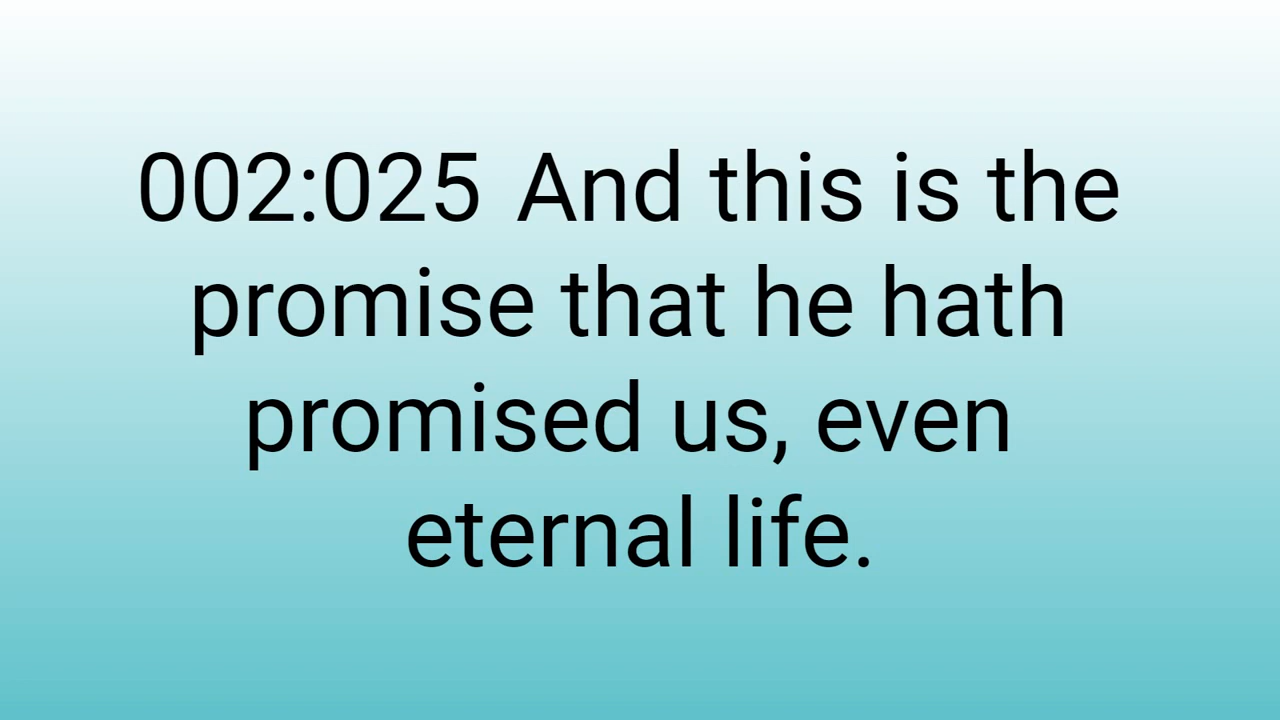 002:025 And this is the
promise that he hath
promised us, even
eternal life.